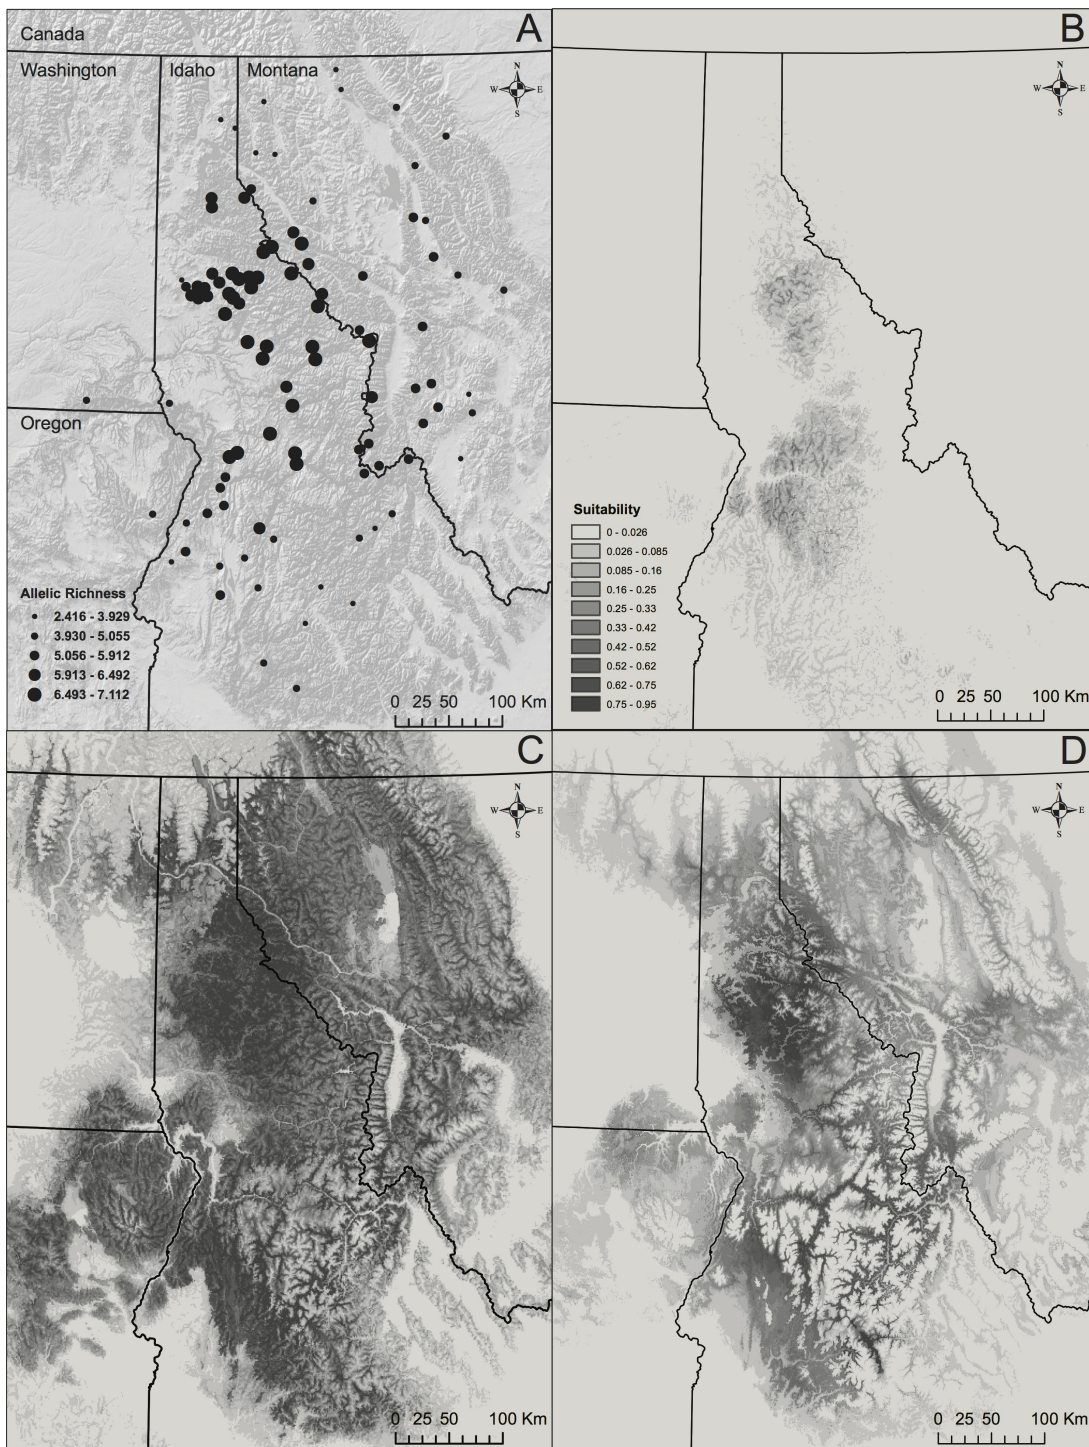 A
Canada
Washington
Idaho
Montana
N
W E
S
Oregon
Allelic Richness
2.416 - 3.929
3.930 - 5.055
5.056 - 5.912
5.913 - 6.492
6.493 - 7.112
0 25 50 100 Km
B
N
W E
S
Suitability
0 - 0.026
0.026 - 0.085
0.085 - 0.16
0.16 - 0.25
0.25 - 0.33
0.33 - 0.42
0.42 - 0.52
0.52 - 0.62
0.62 - 0.75
0.75 - 0.95
0 25 50 100 Km
C
N
W E
S
0 25 50 100 Km
D
N
W E
S
0 25 50 100 Km